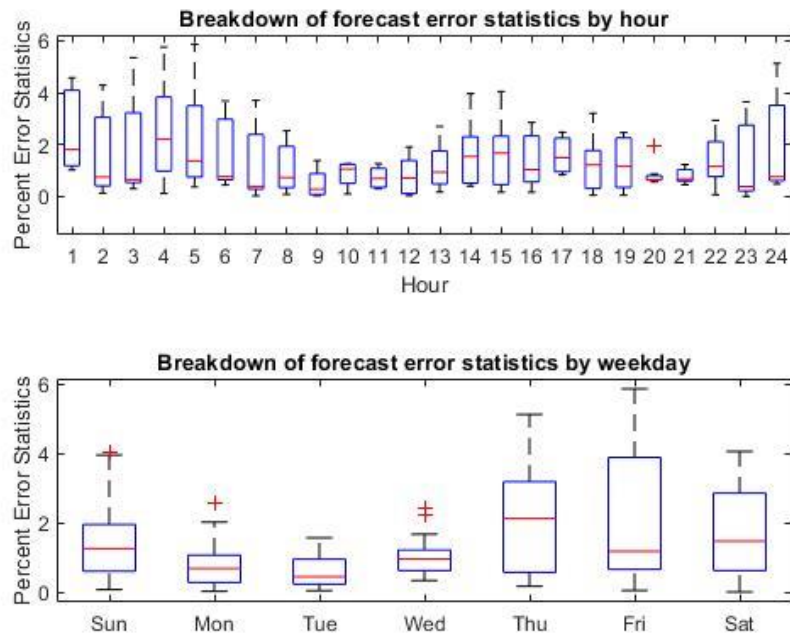 Breakdown of forecast error statistics by hour
Percent Error Statistics
6
4
2
0
1 2 3 4 5 6 7 8 9 10 11 12 13 14 15 16 17 18 19 20 21 22 23 24
Hour
Breakdown of forecast error statistics by weekday
Percent Error Statistics
6
4
2
0
Sun Mon Tue Wed Thu Fri Sat